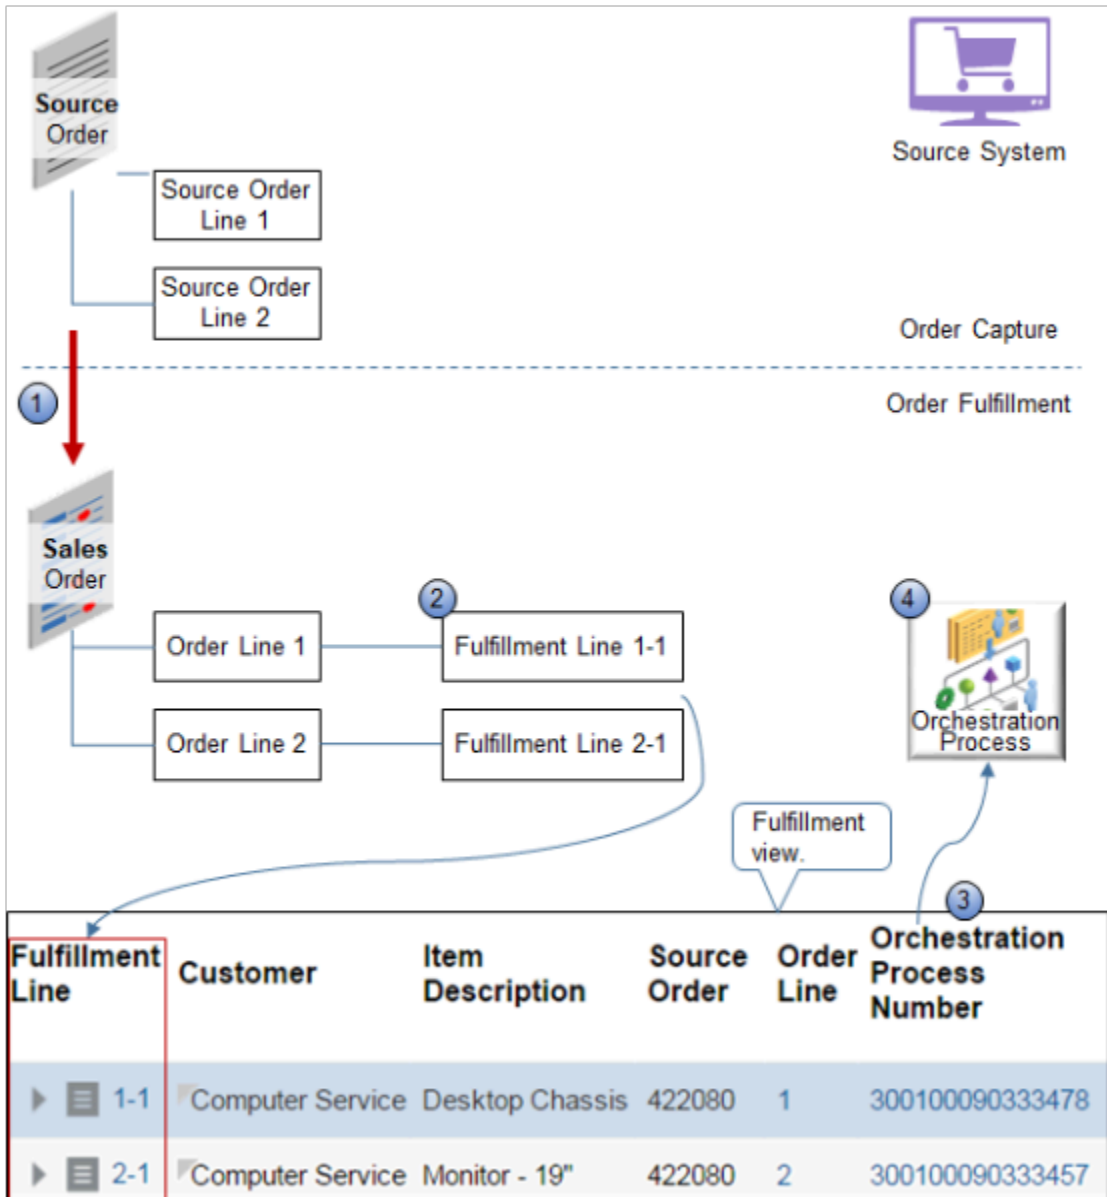 Source
Order
Source System
Source Order
Line 1
Source Order
Line 2
Order Capture
1
Order Fulfillment
Sales
Order
2
4
Order Line 1
Fulfillment Line 1-1
Order Line 2
Fulfillment Line 2-1
Orchestration
Process
Fulfillment
view.
3
Fulfillment
Line
Customer
Item
Description
Source
Order
Order
Line
Orchestration
Process
Number
1-1 Computer Service Desktop Chassis 422080 1 300100090333478
2-1 Computer Service Monitor - 19" 422080 2 300100090333457